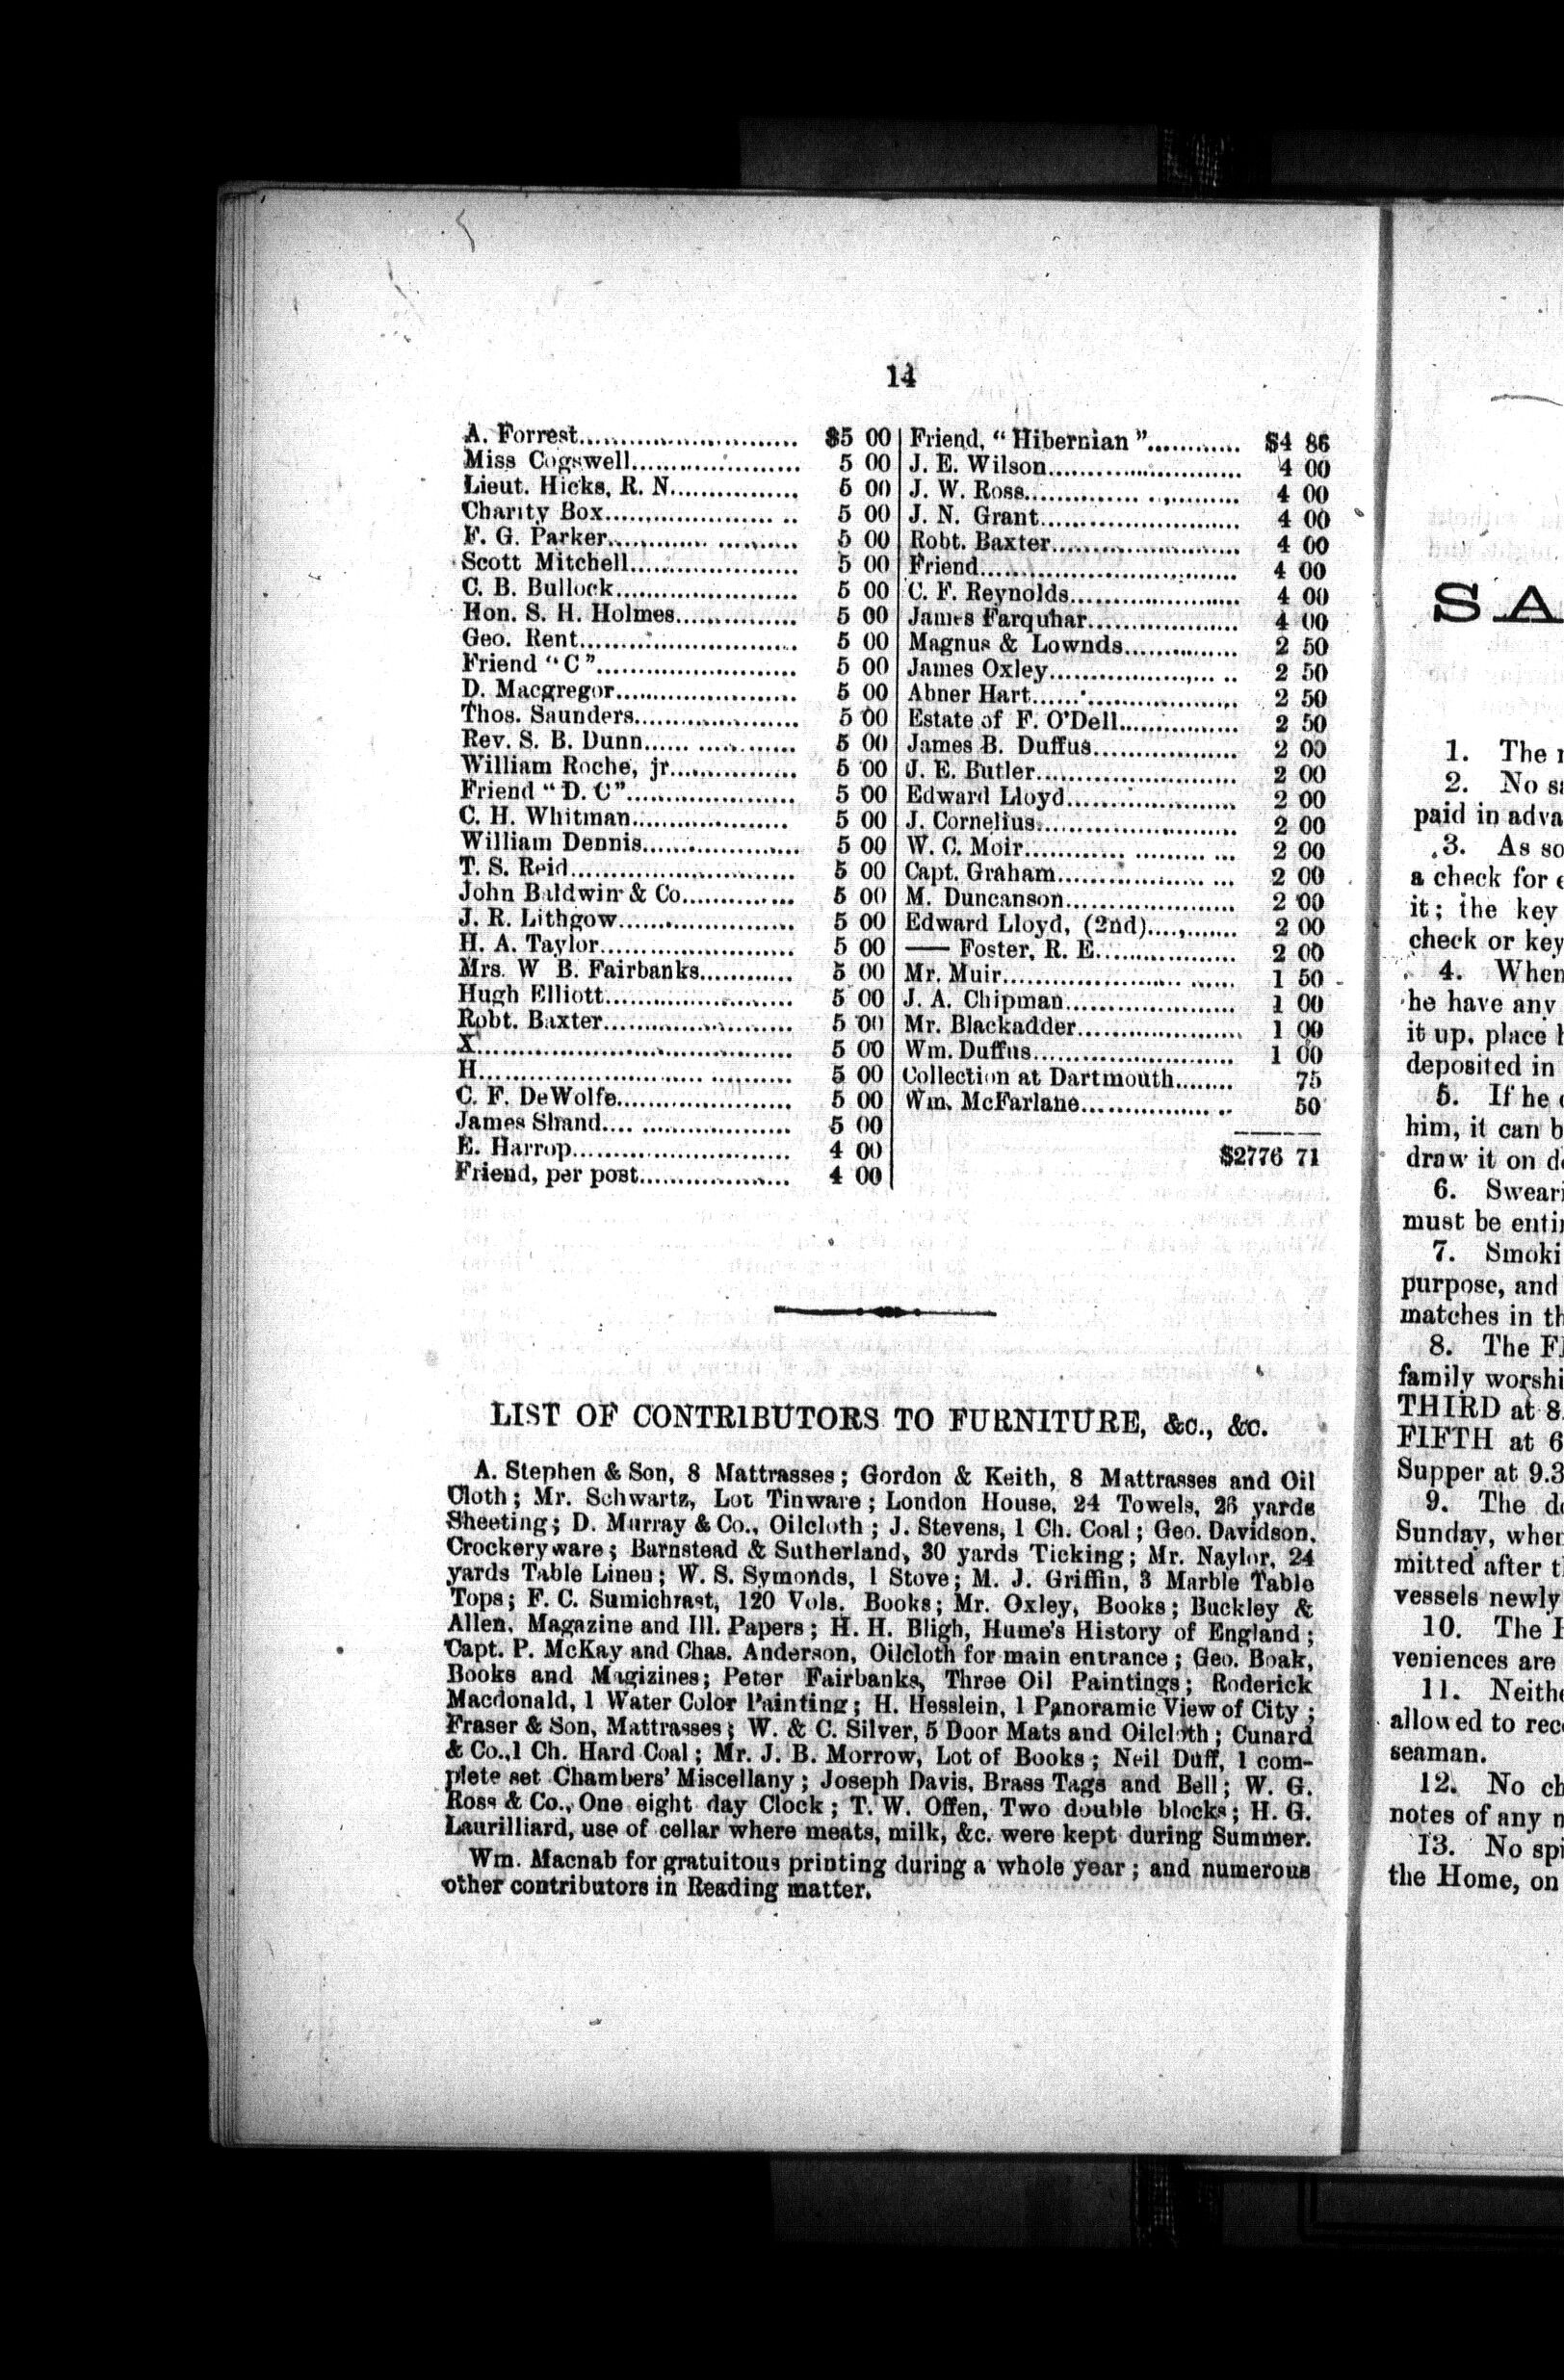 14
A. Forrest........................ $5 00
Miss Cogswell..................... 5 00
Lieut. Hicks, R. N................ 5 00
Charity Box....................... 5 00
F. G. Parker...................... 5 00
Scott Mitchell.................... 5 00
C. B. Bullock..................... 5 00
Hon. S. H. Holmes................. 5 00
Geo. Rent......................... 5 00
Friend "C"........................ 5 00
D. Macgregor...................... 5 00
Thos. Saunders.................... 5 00
Rev. S. B. Dunn................... 5 00
William Roche, jr................. 5 00
Friend "D. C"..................... 5 00
C. H. Whitman..................... 5 00
William Dennis.................... 5 00
T. S. Reid........................ 5 00
John Baldwin & Co................. 5 00
J. R. Lithgow..................... 5 00
H. A. Taylor...................... 5 00
Mrs. W B. Fairbanks............... 5 00
Hugh Elliott...................... 5 00
Robt. Baxter...................... 5 00
X................................. 5 00
H................................. 5 00
C. F. DeWolfe..................... 5 00
James Shand....................... 5 00
E. Harrop......................... 4 00
Friend, per post.................. 4 00
Friend, "Hibernian"............ $4 86
J. E. Wilson...................... 4 00
J. W. Ross........................ 4 00
J. N. Grant....................... 4 00
Robt. Baxter...................... 4 00
Friend............................ 4 00
C. F. Reynolds.................... 4 00
James Farquhar.................... 4 00
Magnus & Lownds................... 2 50
James Oxley....................... 2 50
Abner Hart........................ 2 50
Estate of F. O'Dell............... 2 50
James B. Duffus................... 2 00
J. E. Butler...................... 2 00
Edward Lloyd...................... 2 00
J. Cornelius...................... 2 00
W. C. Moir........................ 2 00
Capt. Graham...................... 2 00
M. Duncanson...................... 2 00
Edward Lloyd, (2nd)............... 2 00
—— Foster, R. E................... 2 00
Mr. Muir.......................... 1 50
J. A. Chipman..................... 1 00
Mr. Blackadder.................... 1 00
Wm. Duffus........................ 1 00
Collection at Dartmouth........ 75
Wm. McFarlane..................... 50
$2776 71
LIST OF CONTRIBUTORS TO FURNITURE, &c., &c.
A. Stephen & Son, 8 Mattrasses; Gordon & Keith, 8 Mattrasses and Oil
Cloth; Mr. Schwartz, Lot Tinware; London House, 24 Towels, 26 yards
Sheeting; D. Murray & Co., Oilcloth; J. Stevens, 1 Ch. Coal; Geo. Davidson,
Crockeryware; Barnstead & Sutherland, 30 yards Ticking; Mr. Naylor, 24
yards Table Linen; W. S. Symonds, 1 Stove; M. J. Griffin, 3 Marble Table
Tops; F. C. Sumichrast, 120 Vols. Books; Mr. Oxley, Books; Buckley &
Allen, Magazine and Ill. Papers; H. H. Bligh, Hume's History of England;
Capt. P. McKay and Chas. Anderson, Oilcloth for main entrance; Geo. Boak,
Books and Magizines; Peter Fairbanks, Three Oil Paintings; Roderick
Macdonald, 1 Water Color Painting; H. Hesslein, 1 Panoramic View of City;
Fraser & Son, Mattrasses; W. & C. Silver, 5 Door Mats and Oilcloth; Cunard
& Co., 1 Ch. Hard Coal; Mr. J. B. Morrow, Lot of Books; Neil Duff, 1 com-
plete set Chambers' Miscellany; Joseph Davis, Brass Tags and Bell; W. G.
Ross & Co., One eight day Clock; T. W. Offen, Two double blocks; H. G.
Laurilliard, use of cellar where meats, milk, &c. were kept during Summer.
Wm. Macnab for gratuitous printing during a whole year; and numerous
other contributors in Reading matter.
SA
1. The
2. No
paid in adva
3. As so
a check for
it; the key
check or key
4. When
he have any
it up, place
deposited in
5. If he
him, it can b
draw it on
6. Sweari
must be enti
7. Smoki
purpose, and
matches in th
8. The
family worshi
THIRD at 8
FIFTH at 6
Supper at 9.3
9. The
Sunday, when
mitted after
vessels newly
10. The
veniences are
11. Neithe
allowed to rec
seaman.
12. No ch
notes of any
13. No spi
the Home, on